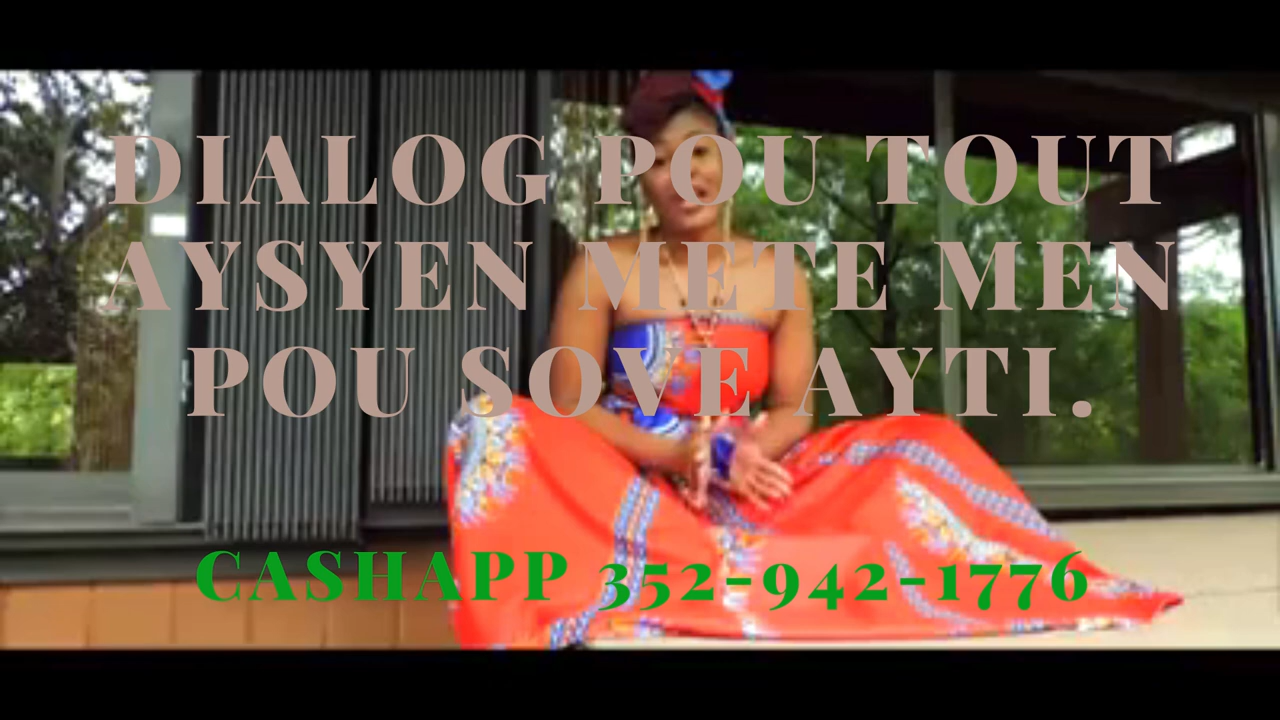 DIALOG POU TOUT
AYSYEN METE MEN
POU SOVE AYTI.
CASHAPP 352-942-1776